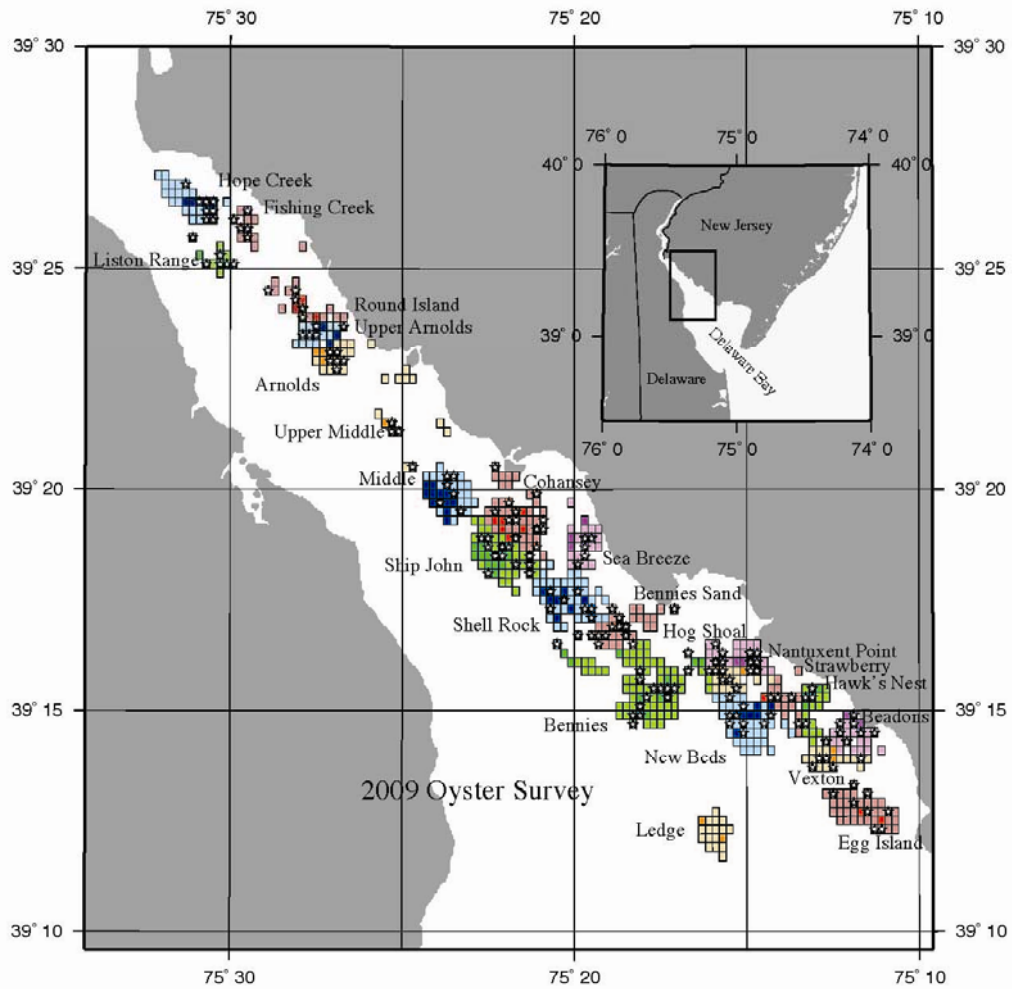 75° 30 75° 20 75° 10
39° 30 39° 30
76° 0 75° 0 74° 0
40° 0 40° 0
Hope Creek
Fishing Creek
New Jersey
Liston Range
39° 25 39° 25
Round Island
Upper Arnolds
39° 0 39° 0
Delaware Bay
Arnolds
Delaware
76° 0 75° 0 74° 0
Upper Middle
Middle
Cohansey
39° 20 39° 20
Sea Breeze
Ship John
Bennies Sand
Shell Rock
Hog Shoal
Nantuxent Point
Strawberry
Hawk's Nest
39° 15 39° 15
Beadons
Bennies
New Beds
Vexton
2009 Oyster Survey
Ledge
Egg Island
39° 10 39° 10
75° 30 75° 20 75° 10